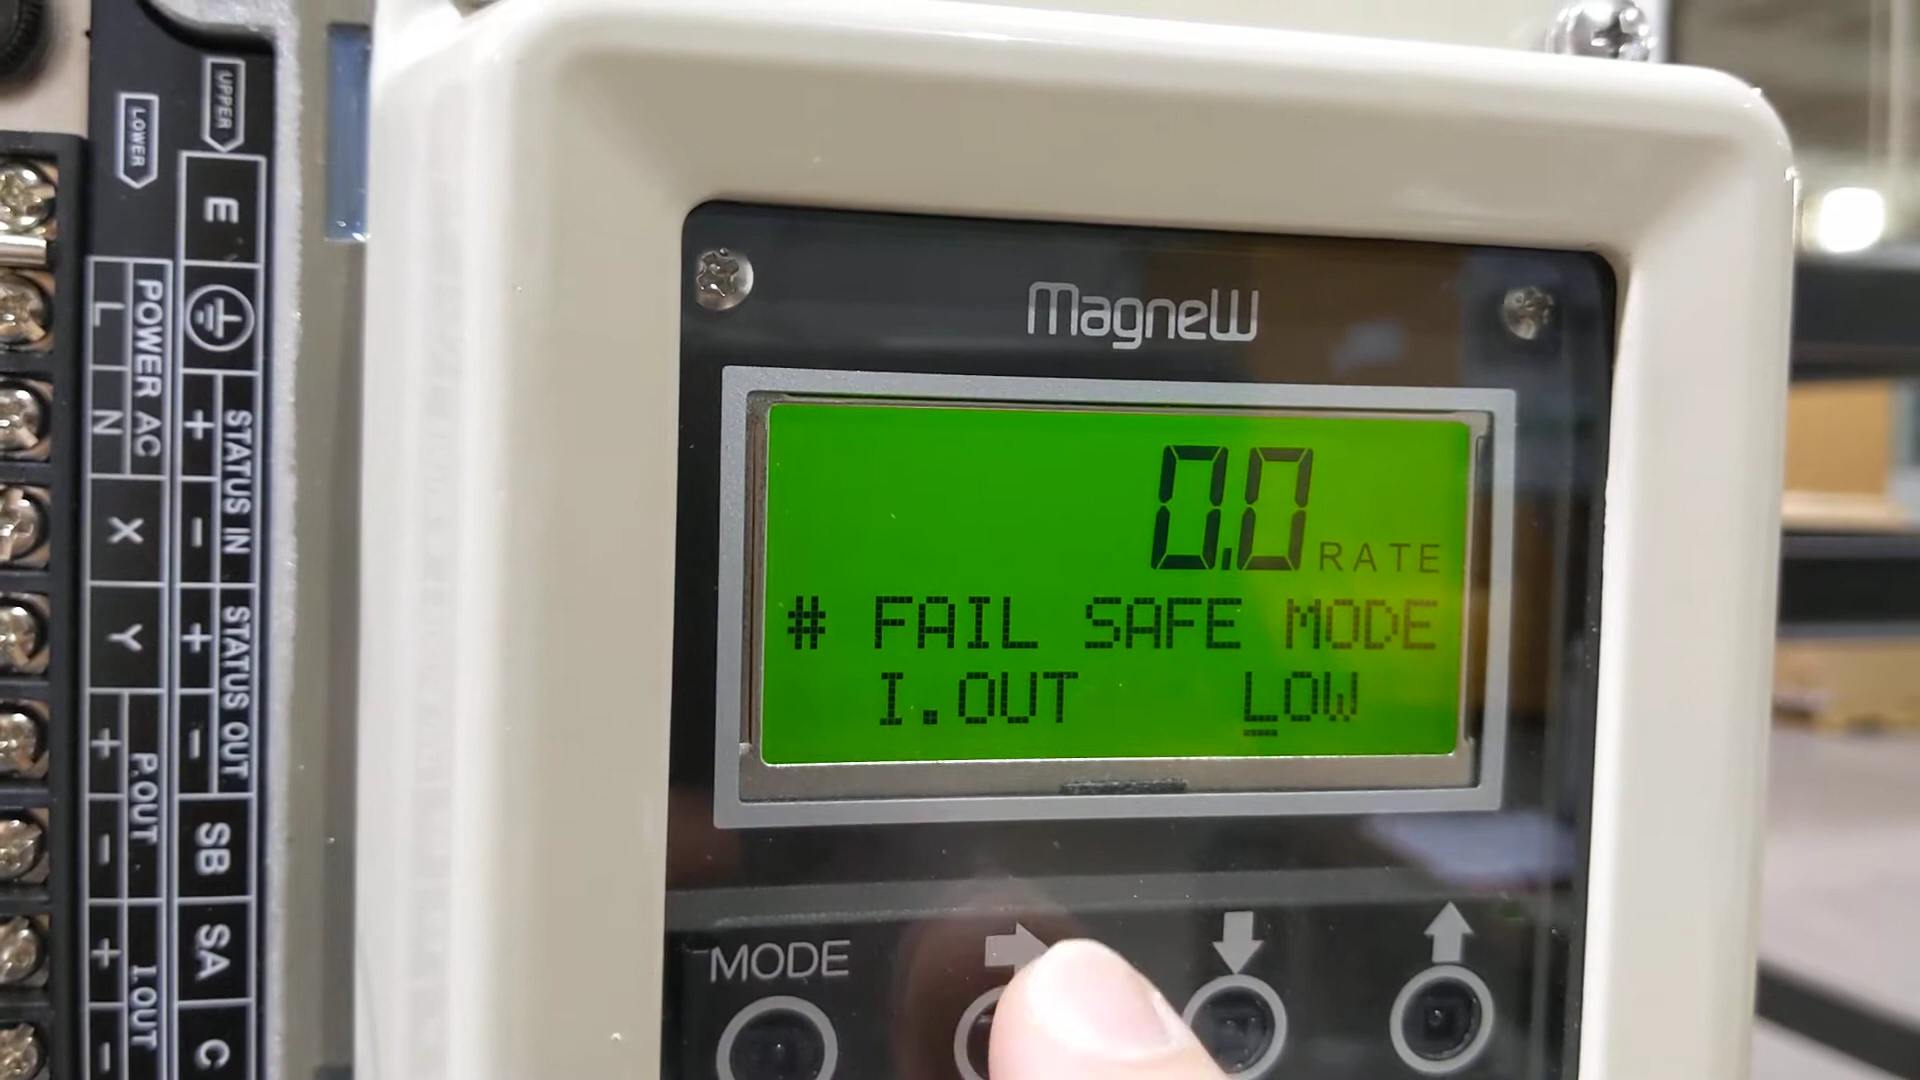 UPPER
LOWER
E
POWER AC
L
N
STATUS IN
+
-
X
Y
STATUS OUT
+
-
P.OUT
+
-
SB
I.OUT
+
-
SA
C
MagneW
0.0 RATE
# FAIL SAFE MODE
I.OUT LOW
MODE